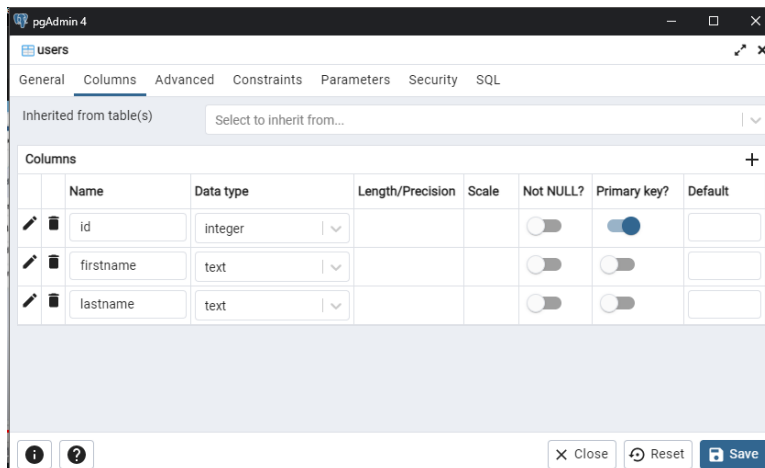 pgAdmin 4
users
General Columns Advanced Constraints Parameters Security SQL
Inherited from table(s) Select to inherit from...
Columns
Name Data type Length/Precision Scale Not NULL? Primary key? Default
id integer
firstname text
lastname text
Close Reset Save